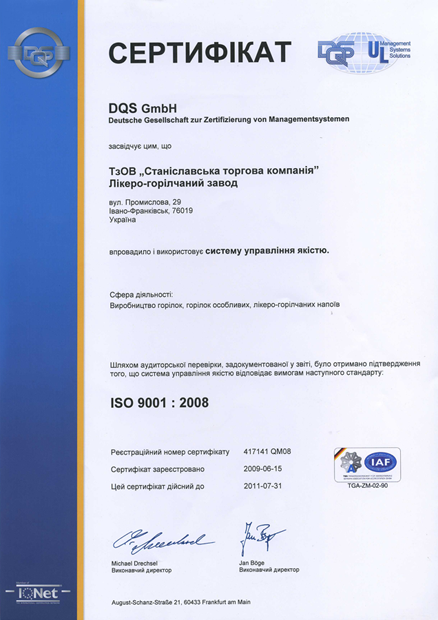 DQS
СЕРТИФІКАТ
DQS UL Management
Systems
Solutions
DQS GmbH
Deutsche Gesellschaft zur Zertifizierung von Managementsystemen
засвідчує цим, що
ТзОВ „Станіславська торгова компанія”
Лікеро-горілчаний завод
вул. Промислова, 29
Івано-Франківськ, 76019
Україна
впровадило і використовує систему управління якістю.
Сфера діяльності:
Виробництво горілок, горілок особливих, лікеро-горілчаних напоїв
Шляхом аудиторської перевірки, задокументованої у звіті, було отримано підтвердження
того, що система управління якістю відповідає вимогам наступного стандарту:
ISO 9001 : 2008
Реєстраційний номер сертифікату 417141 QM08
Сертифікат зареєстровано 2009-06-15
Цей сертифікат дійсний до 2011-07-31
IAF
TGA-ZM-02-90
Michael Drechsel
Виконавчий директор
Jan Böge
Виконавчий директор
IQNet
August-Schanz-Straße 21, 60433 Frankfurt am Main